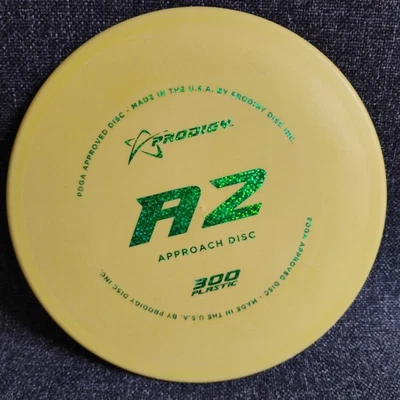 PDGA APPROVED DISC - MADE IN THE U.S.A. BY PRODIGY DISC INC.
PRODIGY
A2
APPROACH DISC
300
PLASTIC
PDGA APPROVED DISC - MADE IN THE U.S.A. BY PRODIGY DISC INC.